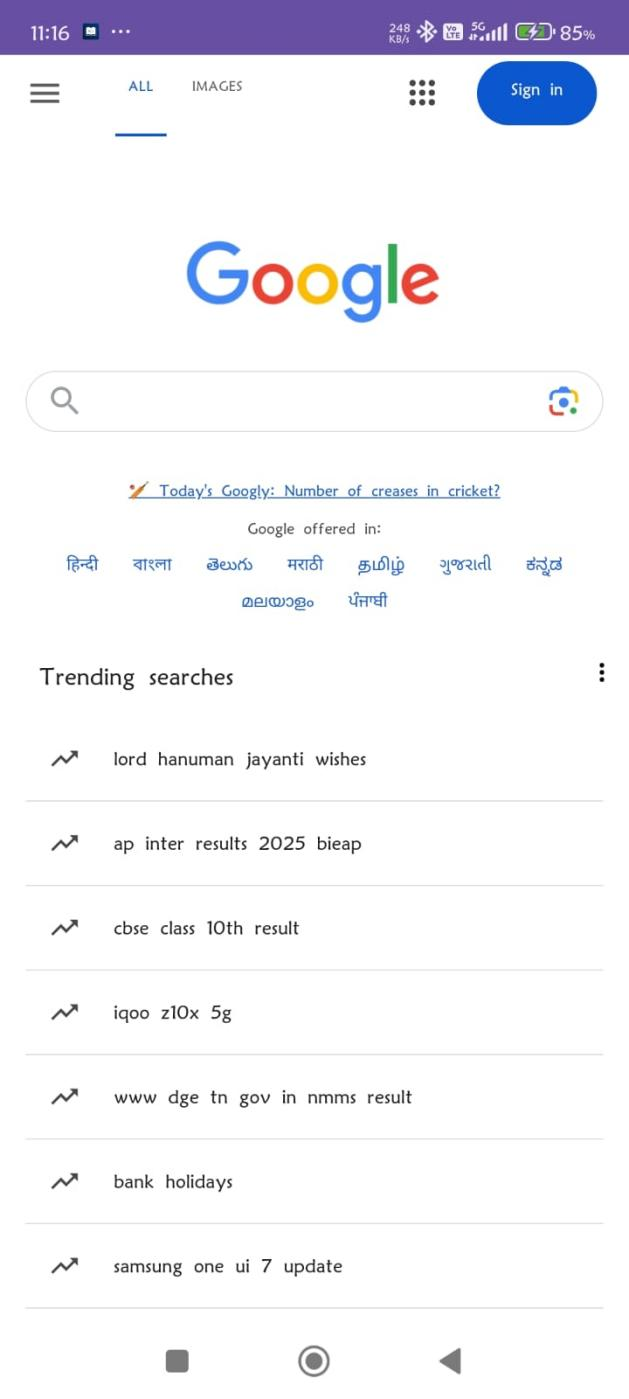 11:16 ... 248 KB/s Vo LTE 5G 85%
ALL IMAGES Sign in
Google
Today's Googly: Number of creases in cricket?
Google offered in:
हिन्दी বাংলা తెలుగు मराठी தமிழ் ગુજરાતી ಕನ್ನಡ
മലയാളം ਪੰਜਾਬੀ
Trending searches
lord hanuman jayanti wishes
ap inter results 2025 bieap
cbse class 10th result
iqoo z10x 5g
www dge tn gov in nmms result
bank holidays
samsung one ui 7 update